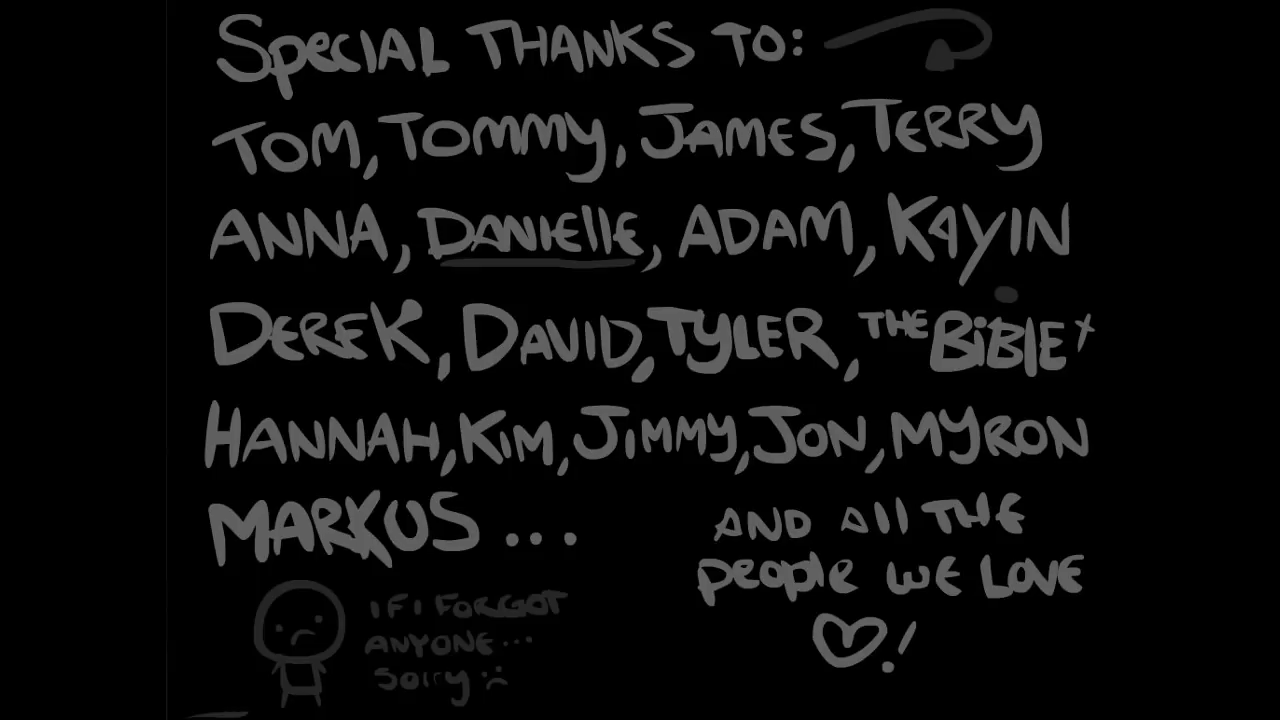 SpeciAL THANKS TO:
TOM, TOMMY, JAMES, TERRY
ANNA, DANiElle, ADAM, KAYIN
DEREK, DAVID, TYLER, THE BiBLE
HANNAH, KiM, JiMMY, JON, MYRON
MARKUS ...
AND All THE
people WE LOVE
♡!
IF I FORGOT
ANYONE...
SORRY :(